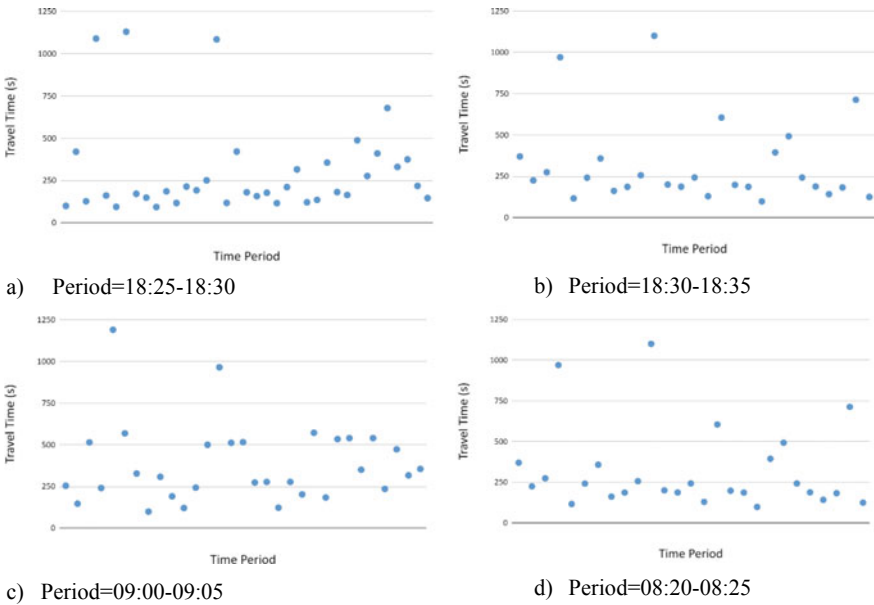 1250
1000
750
500
250
0
Travel Time (s)
Time Period
a) Period=18:25-18:30
1250
1000
750
500
250
0
Travel Time (s)
Time Period
b) Period=18:30-18:35
1250
1000
750
500
250
0
Travel Time (s)
Time Period
c) Period=09:00-09:05
1250
1000
750
500
250
0
Travel Time (s)
Time Period
d) Period=08:20-08:25